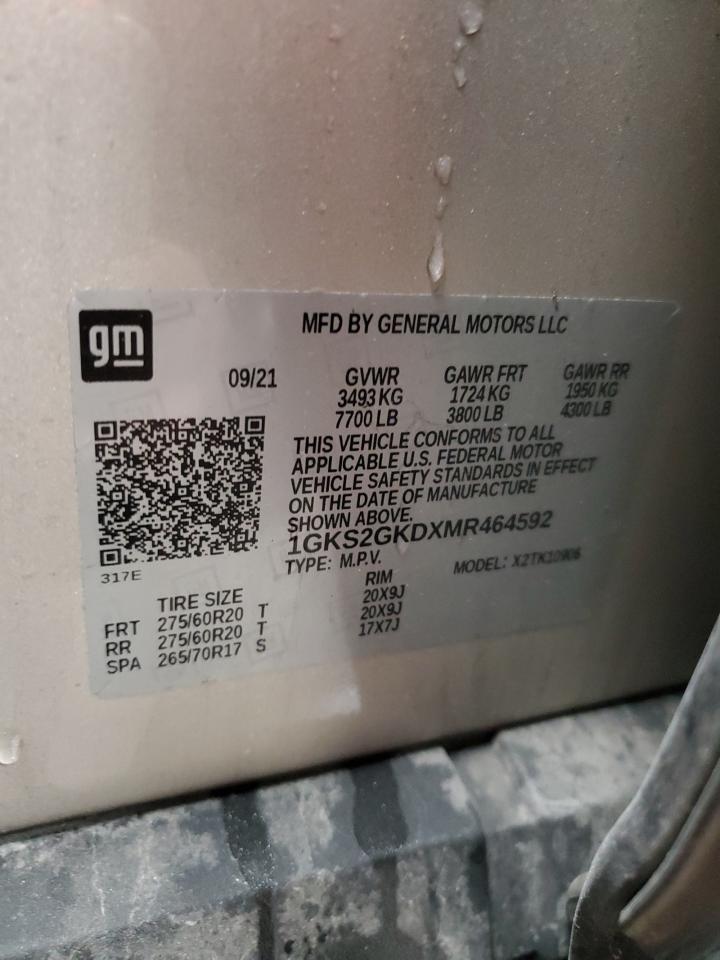 gm
MFD BY GENERAL MOTORS LLC
09/21 GVWR GAWR FRT GAWR RR
3493 KG 1724 KG 1950 KG
7700 LB 3800 LB 4300 LB
THIS VEHICLE CONFORMS TO ALL
APPLICABLE U.S. FEDERAL MOTOR
VEHICLE SAFETY STANDARDS IN EFFECT
ON THE DATE OF MANUFACTURE
SHOWN ABOVE.
1GKS2GKDXMR464592
TYPE: M.P.V. MODEL: X2TK10906
317E
TIRE SIZE RIM
FRT 275/60R20 T 20X9J
RR 275/60R20 T 20X9J
SPA 265/70R17 S 17X7J